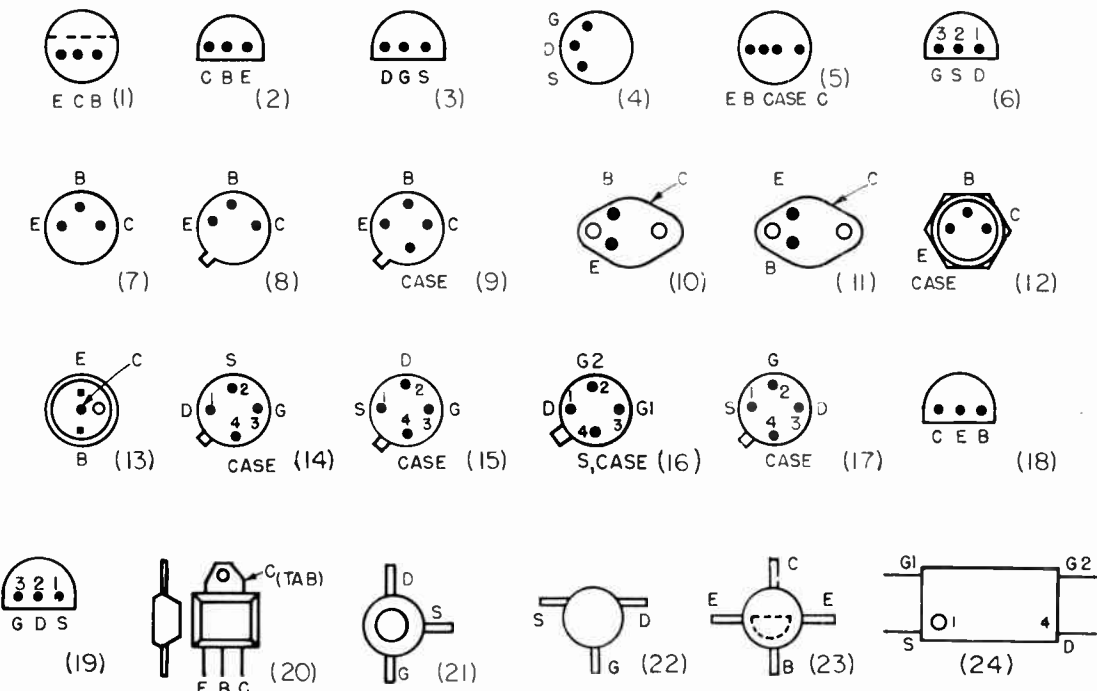 G
D
S
3 2 1
E C B (1)
C B E (2)
D G S (3)
(4)
E B CASE C (5)
G S D (6)
B
E C
(7)
B
E C
(8)
B
E C
CASE (9)
B C
E (10)
E C
B (11)
B
C
E
CASE (12)
E C
B (13)
S
D 1 2 G
4 3
CASE (14)
D
S 1 2 G
4 3
CASE (15)
G2
D 1 2 G1
4 3
S, CASE (16)
G
S 1 2 D
4 3
CASE (17)
C E B
(18)
3 2 1
G D S
(19)
C (TAB)
E B C
(20)
D
S
G (21)
S D
G (22)
C
E E
B (23)
G1 G2
1 4
S D
(24)